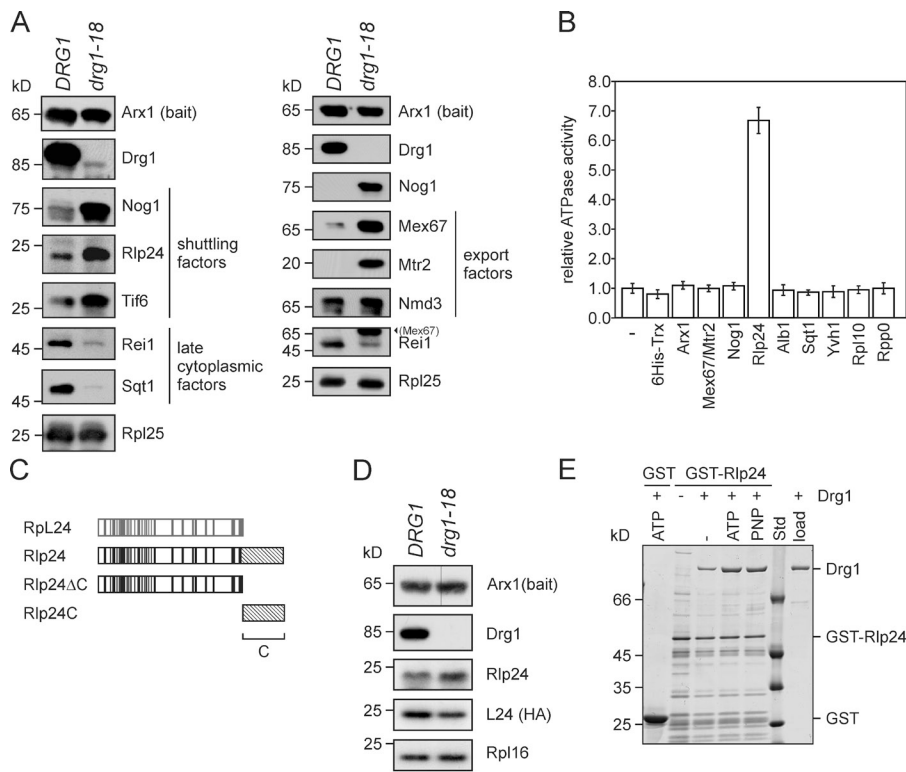 A
DRG1
drg1-18
kD
65
Arx1 (bait)
85
Drg1
75
Nog1
25
Rlp24
shuttling
factors
25
Tif6
45
Rei1
late
cytoplasmic
factors
45
Sqt1
25
Rpl25
DRG1
drg1-18
kD
65
Arx1 (bait)
85
Drg1
75
Nog1
65
Mex67
20
Mtr2
export
factors
65
Nmd3
65
(Mex67)
45
Rei1
25
Rpl25
B
relative ATPase activity
8.0
7.0
6.0
5.0
4.0
3.0
2.0
1.0
0.0
-
6His-Trx
Arx1
Mex67/Mtr2
Nog1
Rlp24
Alb1
Sqt1
Yvh1
Rpl10
Rpp0
C
RpL24
Rlp24
Rlp24ΔC
Rlp24C
C
D
DRG1
drg1-18
kD
65
Arx1(bait)
85
Drg1
25
Rlp24
25
L24 (HA)
25
Rpl16
E
GST GST-Rlp24
+ - + + + + Drg1
kD ATP - ATP PNP Std load
Drg1
66
GST-Rlp24
45
35
25
GST